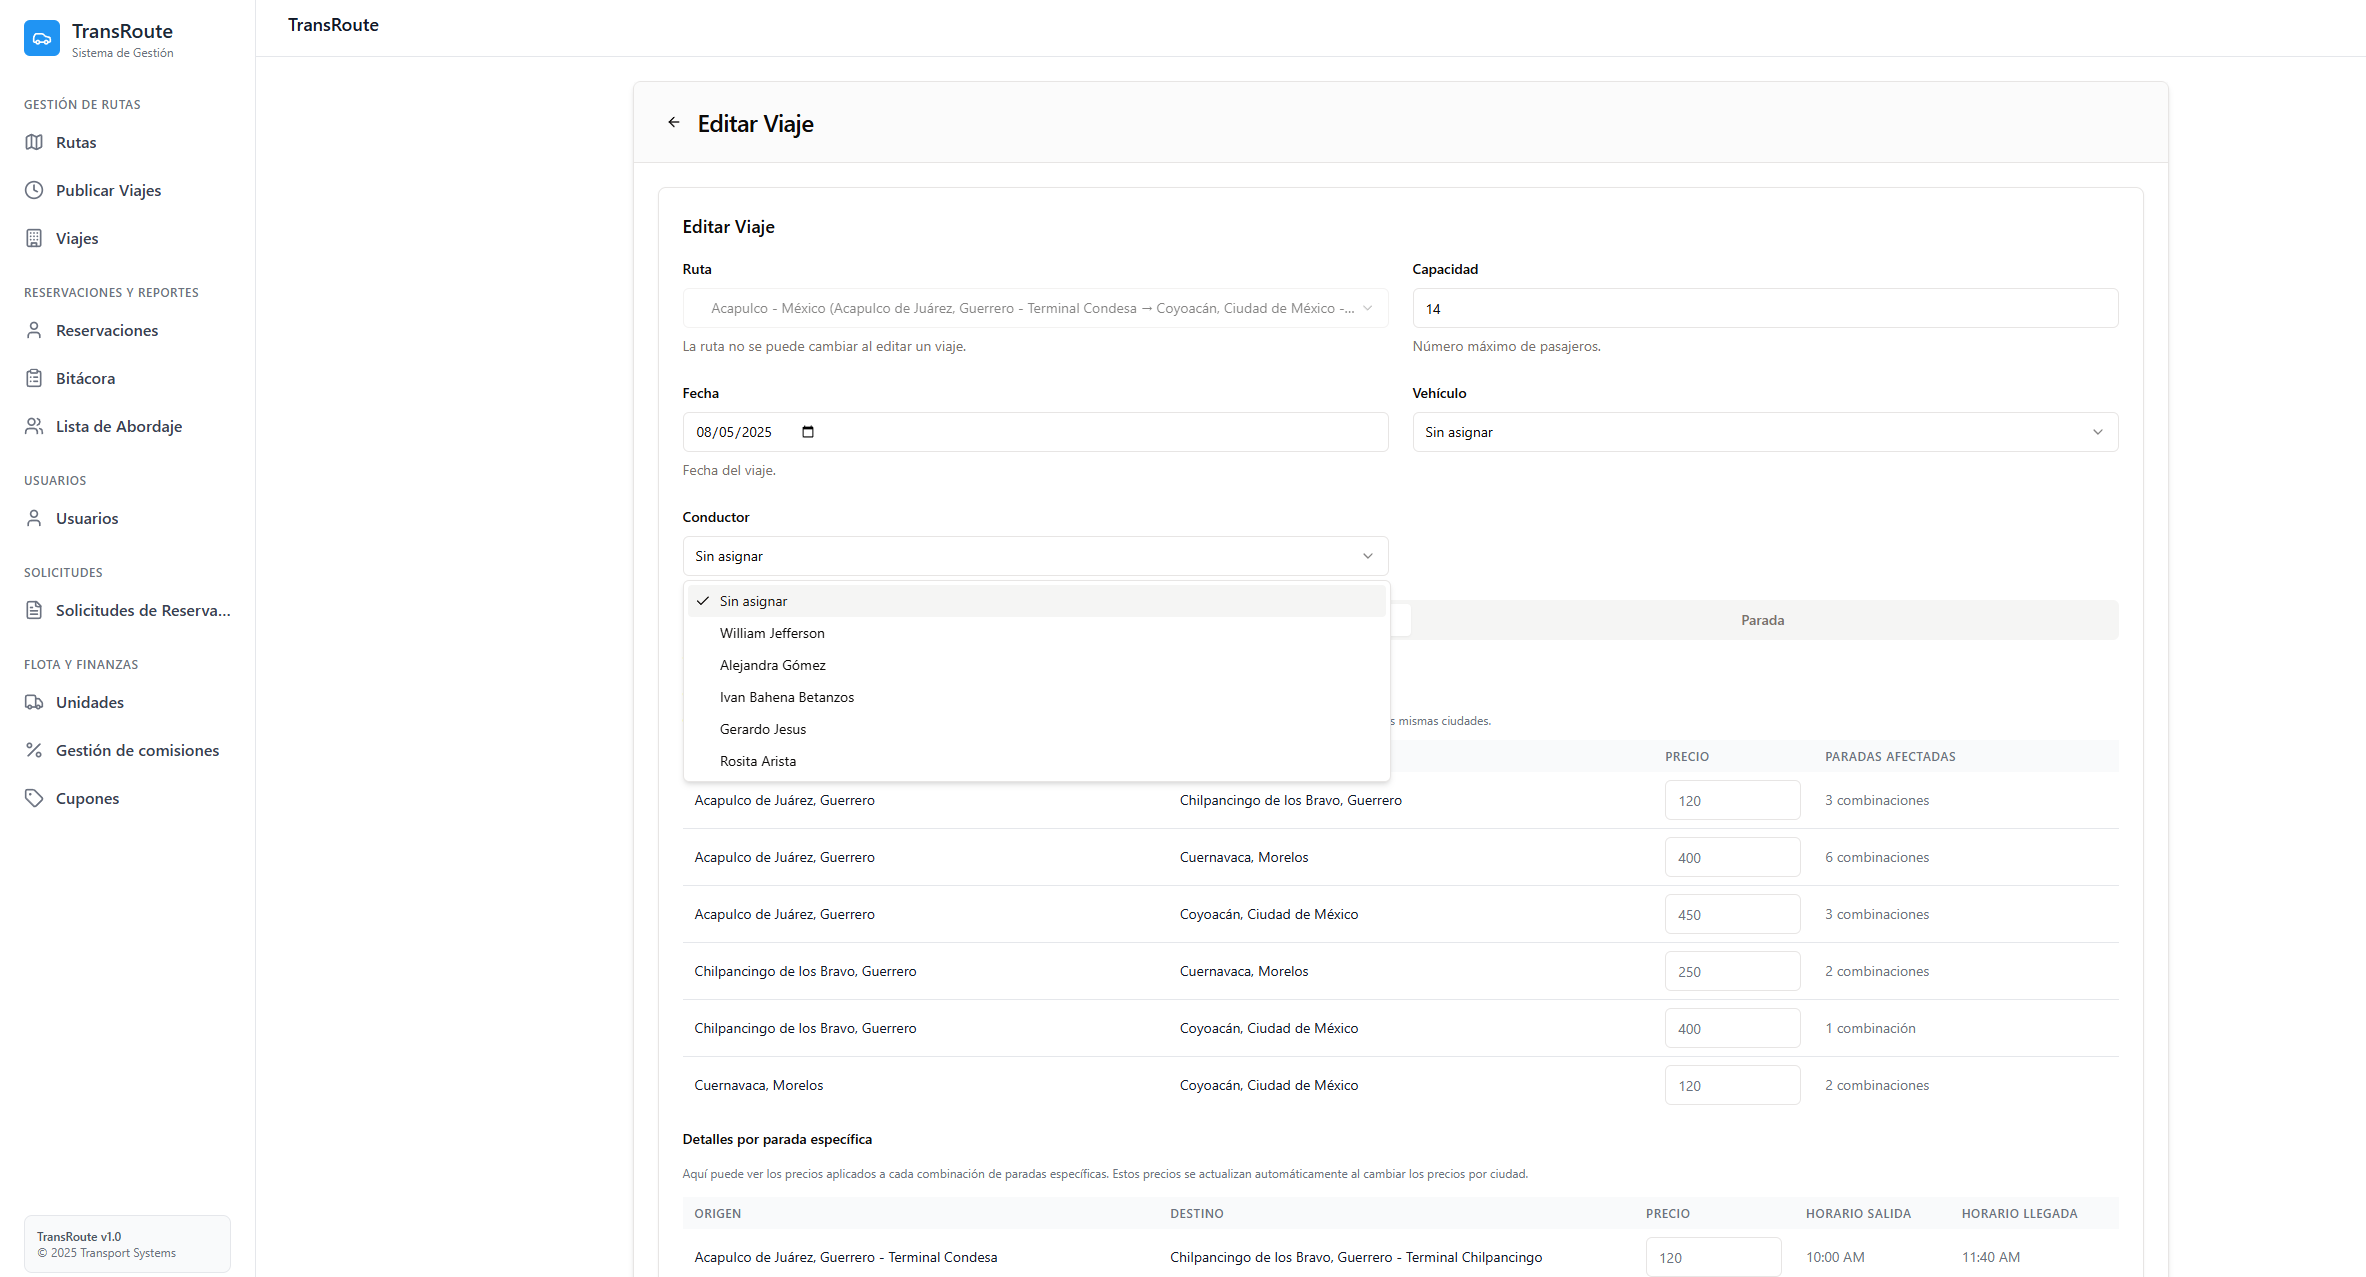 TransRoute
Sistema de Gestión
GESTIÓN DE RUTAS
Rutas
Publicar Viajes
Viajes
RESERVACIONES Y REPORTES
Reservaciones
Bitácora
Lista de Abordaje
USUARIOS
Usuarios
SOLICITUDES
Solicitudes de Reserva...
FLOTA Y FINANZAS
Unidades
Gestión de comisiones
Cupones
TransRoute v1.0
© 2025 Transport Systems
TransRoute
Editar Viaje
Editar Viaje
Ruta
Acapulco - México (Acapulco de Juárez, Guerrero - Terminal Condesa → Coyoacán, Ciudad de México -...
La ruta no se puede cambiar al editar un viaje.
Capacidad
14
Número máximo de pasajeros.
Fecha
08/05/2025
Fecha del viaje.
Vehículo
Sin asignar
Conductor
Sin asignar
Sin asignar
William Jefferson
Alejandra Gómez
Ivan Bahena Betanzos
Gerardo Jesus
Rosita Arista
Parada
s mismas ciudades.
PRECIO PARADAS AFECTADAS
Acapulco de Juárez, Guerrero Chilpancingo de los Bravo, Guerrero 120 3 combinaciones
Acapulco de Juárez, Guerrero Cuernavaca, Morelos 400 6 combinaciones
Acapulco de Juárez, Guerrero Coyoacán, Ciudad de México 450 3 combinaciones
Chilpancingo de los Bravo, Guerrero Cuernavaca, Morelos 250 2 combinaciones
Chilpancingo de los Bravo, Guerrero Coyoacán, Ciudad de México 400 1 combinación
Cuernavaca, Morelos Coyoacán, Ciudad de México 120 2 combinaciones
Detalles por parada específica
Aquí puede ver los precios aplicados a cada combinación de paradas específicas. Estos precios se actualizan automáticamente al cambiar los precios por ciudad.
ORIGEN DESTINO PRECIO HORARIO SALIDA HORARIO LLEGADA
Acapulco de Juárez, Guerrero - Terminal Condesa Chilpancingo de los Bravo, Guerrero - Terminal Chilpancingo 120 10:00 AM 11:40 AM